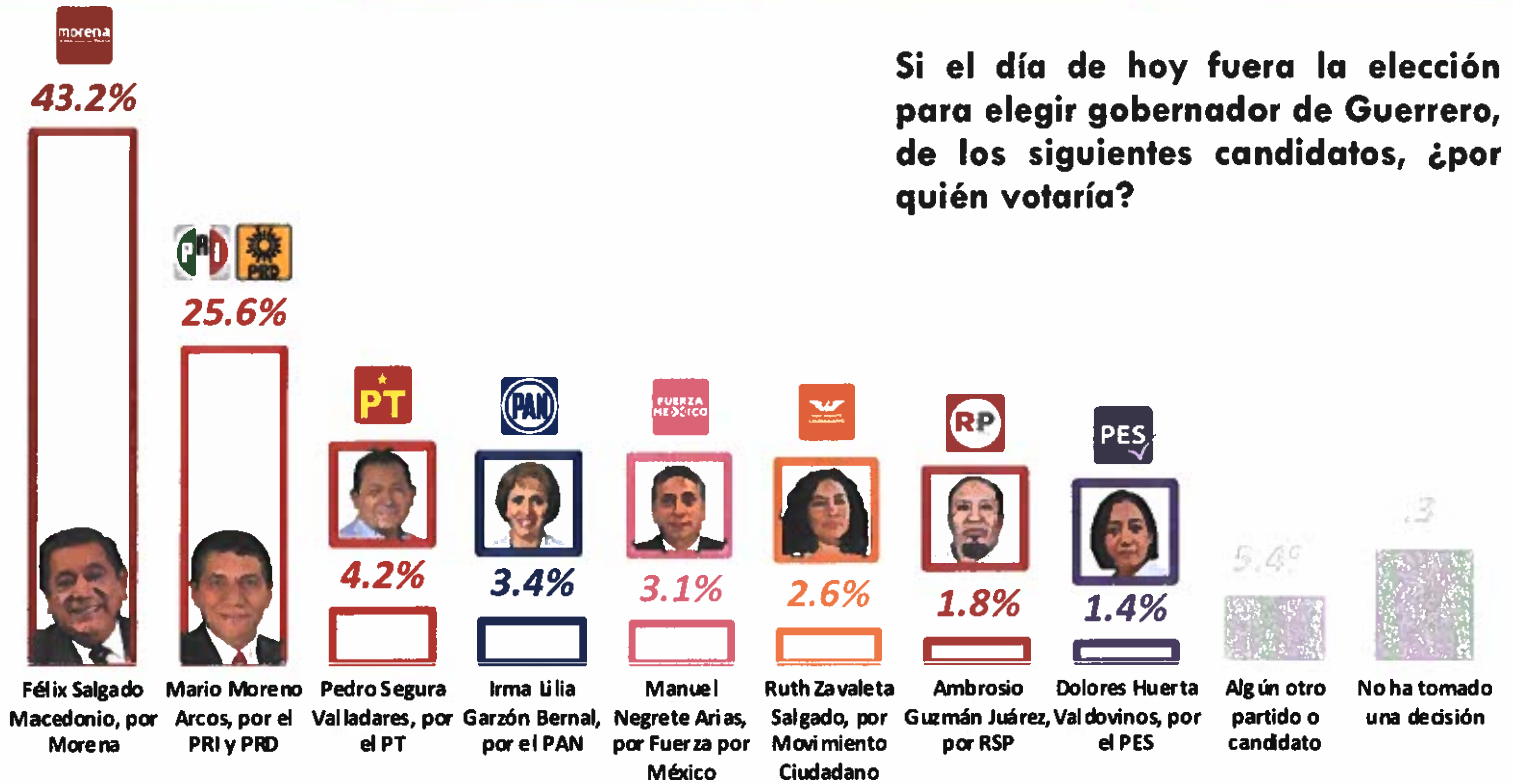 morena
43.2%
Si el día de hoy fuera la elección
para elegir gobernador de Guerrero,
de los siguientes candidatos, ¿por
quién votaría?
PRI PRD
25.6%
PT
PAN
FUERZA
MEXICO
RP
PES
4.2%
3.4%
3.1%
2.6%
1.8%
1.4%
5.4%
.3
Félix Salgado
Macedonio, por
Morena
Mario Moreno
Arcos, por el
PRI y PRD
Pedro Segura
Valladares, por
el PT
Irma Lilia
Garzón Bernal,
por el PAN
Manuel
Negrete Arias,
por Fuerza por
México
Ruth Zavaleta
Salgado, por
Movimiento
Ciudadano
Ambrosio
Guzmán Juárez,
por RSP
Dolores Huerta
Valdovinos, por
el PES
Algún otro
partido o
candidato
No ha tomado
una decisión